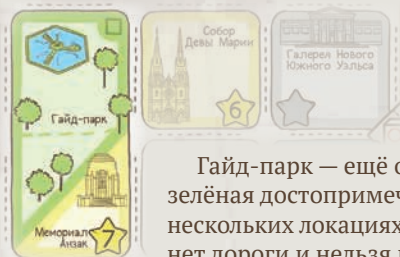 Собор
Девы Марии
6
Галерея Нового
Южного Уэльса
Гайд-парк
Мемориал
Анзак
7
Гайд-парк — ещё
зелёная
нескольких локациях
нет дороги и нельзя